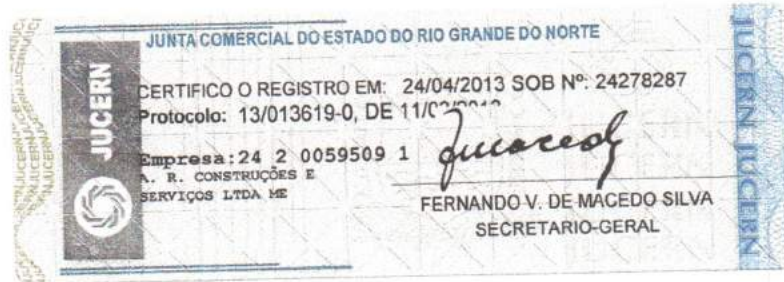 JUNTA COMERCIAL DO ESTADO DO RIO GRANDE DO NORTE
JUCERN
CERTIFICO O REGISTRO EM: 24/04/2013 SOB Nº: 24278287
Protocolo: 13/013619-0, DE 11/
Empresa:24 2 0059509 1
A. R. CONSTRUÇÕES E
SERVIÇOS LTDA ME
FERNANDO V. DE MACEDO SILVA
SECRETARIO-GERAL
JUCERN JUCERN